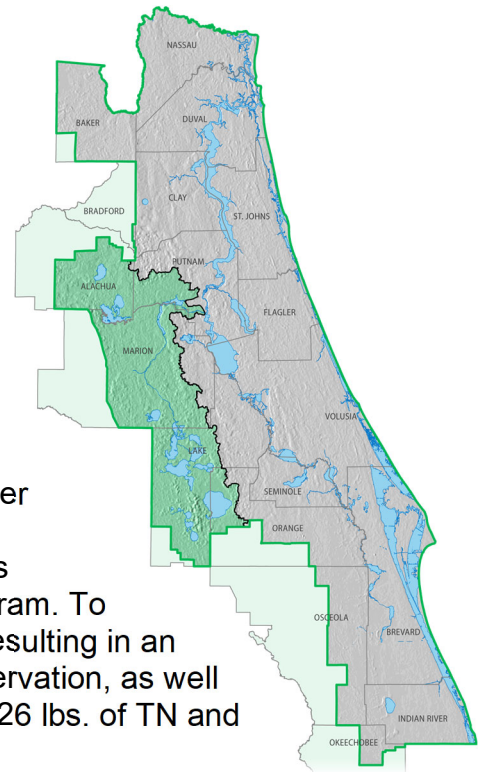 NASSAU
BAKER
DUVAL
CLAY
BRADFORD
ST. JOHNS
PUTNAM
ALACHUA
FLAGLER
MARION
VOLUSIA
LAKE
SEMINOLE
ORANGE
OSCEOLA
BREVARD
INDIAN RIVER
OKEECHOBEE
er
s
ram. To
esulting in an
ervation, as well
26 lbs. of TN and